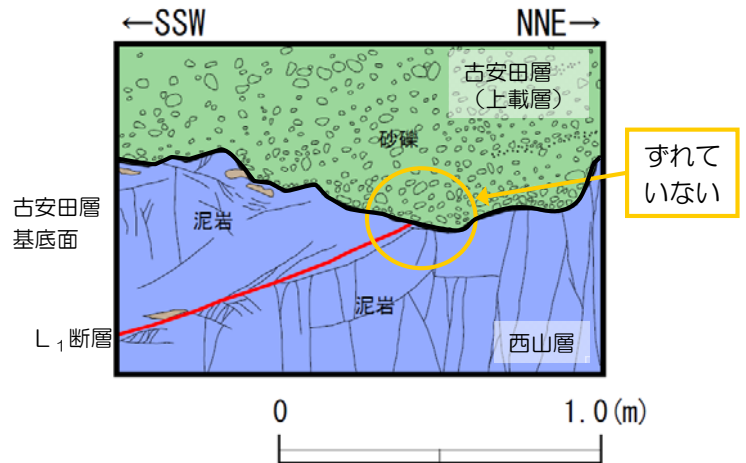 ←SSW
NNE→
古安田層
（上載層）
砂礫
ずれて
いない
古安田層
基底面
泥岩
泥岩
L₁断層
西山層
0
1.0(m)